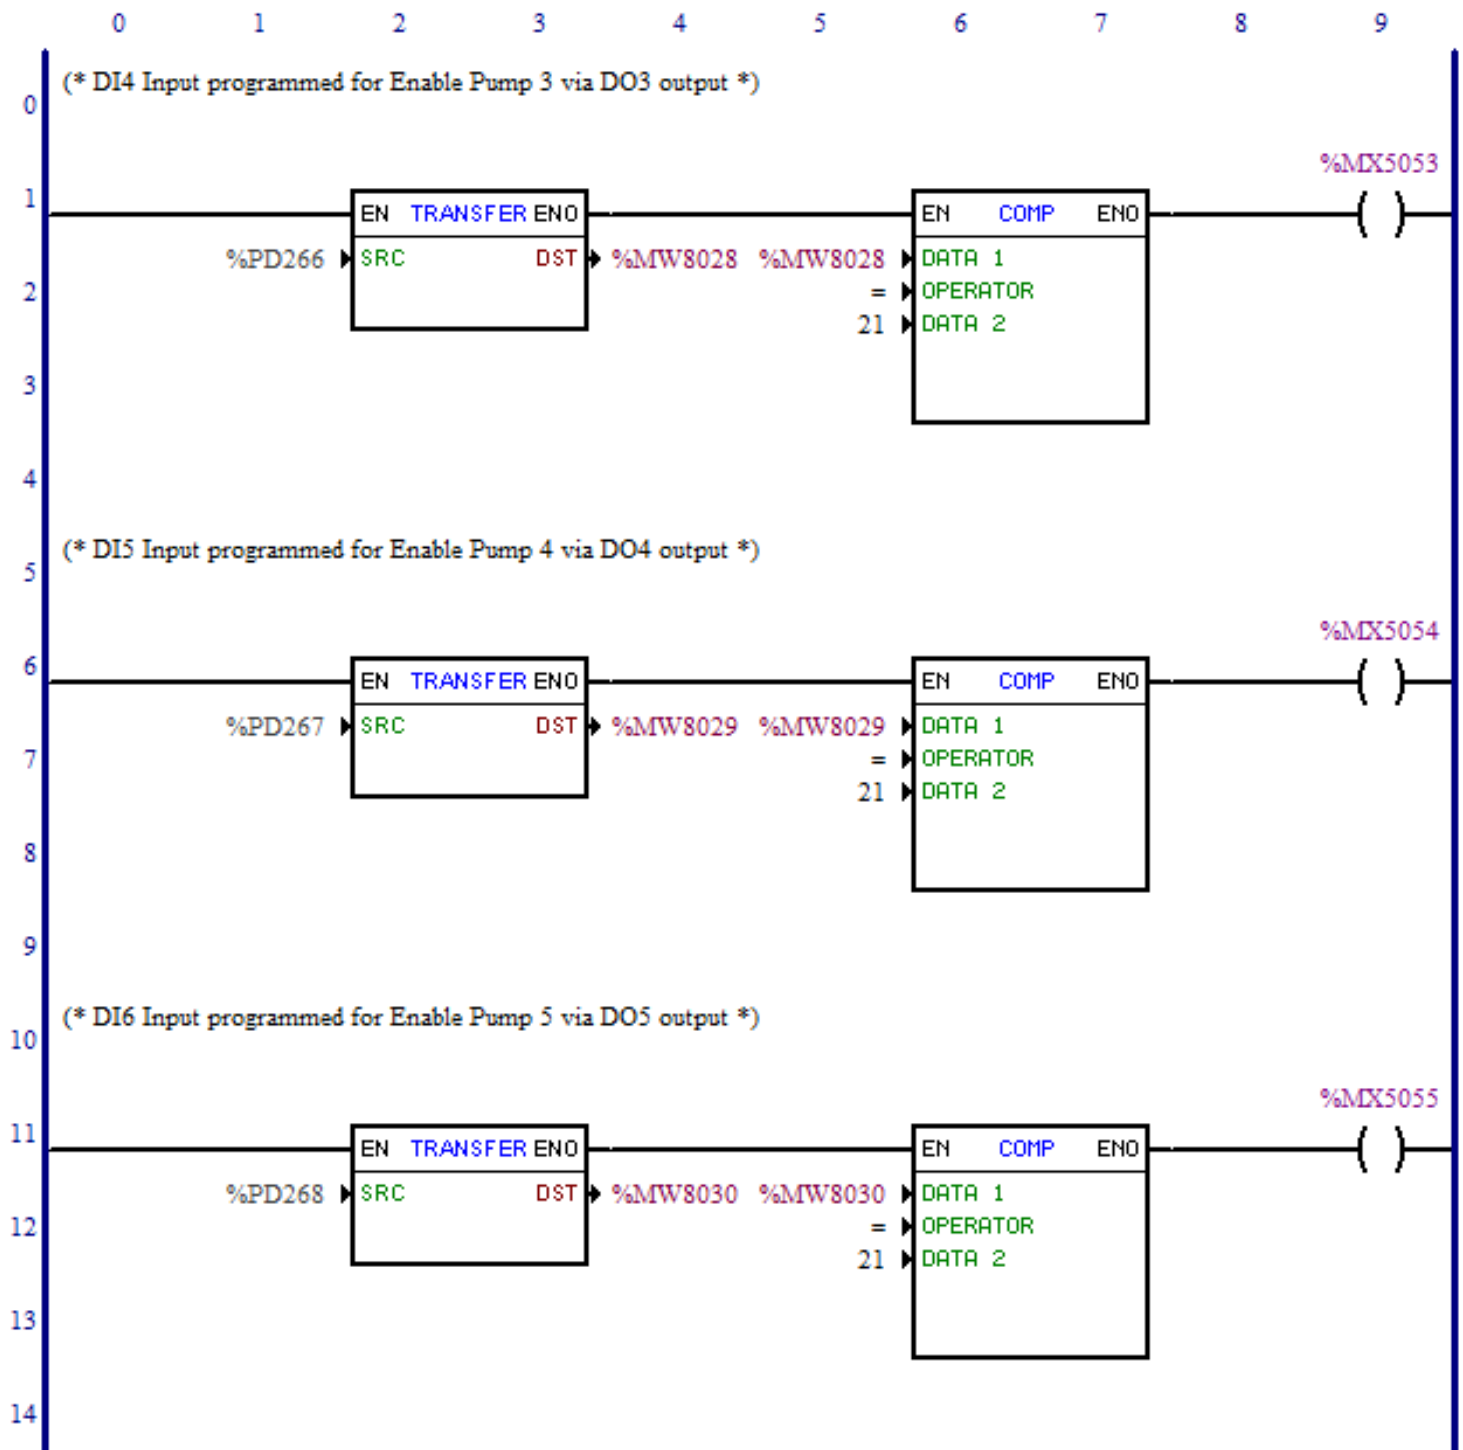 0 1 2 3 4 5 6 7 8 9
(* DI4 Input programmed for Enable Pump 3 via DO3 output *)
0
%MX5053
1
EN TRANSFER ENO
EN COMP ENO
( )
%PD266 SRC DST %MW8028 %MW8028 DATA 1
2
= OPERATOR
21 DATA 2
3
4
(* DI5 Input programmed for Enable Pump 4 via DO4 output *)
5
%MX5054
6
EN TRANSFER ENO
EN COMP ENO
( )
%PD267 SRC DST %MW8029 %MW8029 DATA 1
7
= OPERATOR
21 DATA 2
8
9
(* DI6 Input programmed for Enable Pump 5 via DO5 output *)
10
%MX5055
11
EN TRANSFER ENO
EN COMP ENO
( )
%PD268 SRC DST %MW8030 %MW8030 DATA 1
12
= OPERATOR
21 DATA 2
13
14